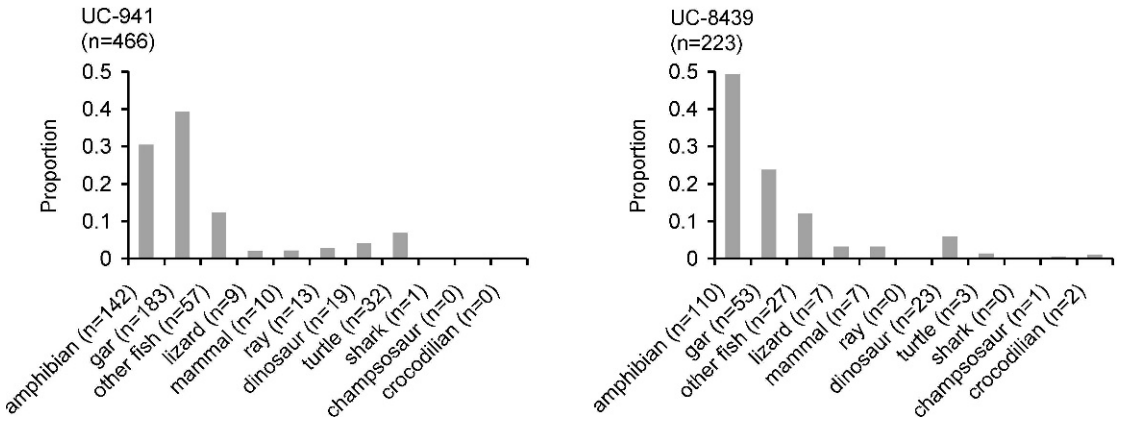 UC-941
(n=466)
0.5
0.4
0.3
0.2
0.1
0
Proportion
amphibian (n=142)
gar (n=183)
other fish (n=57)
lizard (n=9)
mammal (n=10)
ray (n=13)
dinosaur (n=19)
turtle (n=32)
shark (n=1)
champsosaur (n=0)
crocodilian (n=0)
UC-8439
(n=223)
0.5
0.4
0.3
0.2
0.1
0
Proportion
amphibian (n=110)
gar (n=53)
other fish (n=27)
lizard (n=7)
mammal (n=7)
ray (n=0)
dinosaur (n=23)
turtle (n=3)
shark (n=0)
champsosaur (n=1)
crocodilian (n=2)